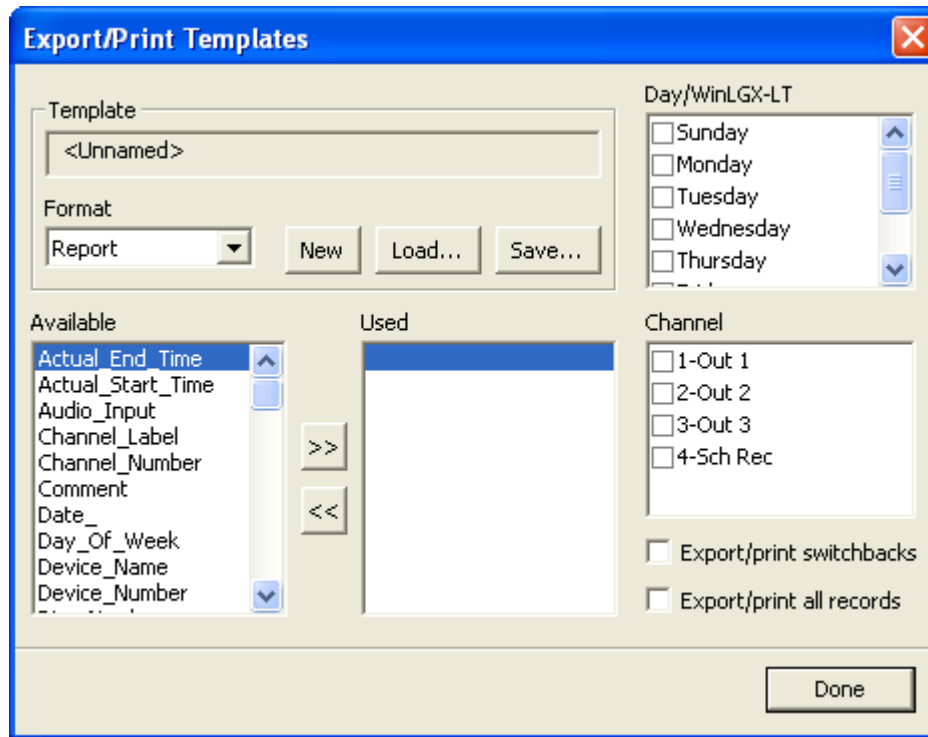 Export/Print Templates
Template
<Unnamed>
Format
Report
New
Load...
Save...
Day/WinLGX-LT
Sunday
Monday
Tuesday
Wednesday
Thursday
Available
Actual_End_Time
Actual_Start_Time
Audio_Input
Channel_Label
Channel_Number
Comment
Date_
Day_Of_Week
Device_Name
Device_Number
>>
<<
Used
Channel
1-Out 1
2-Out 2
3-Out 3
4-Sch Rec
Export/print switchbacks
Export/print all records
Done